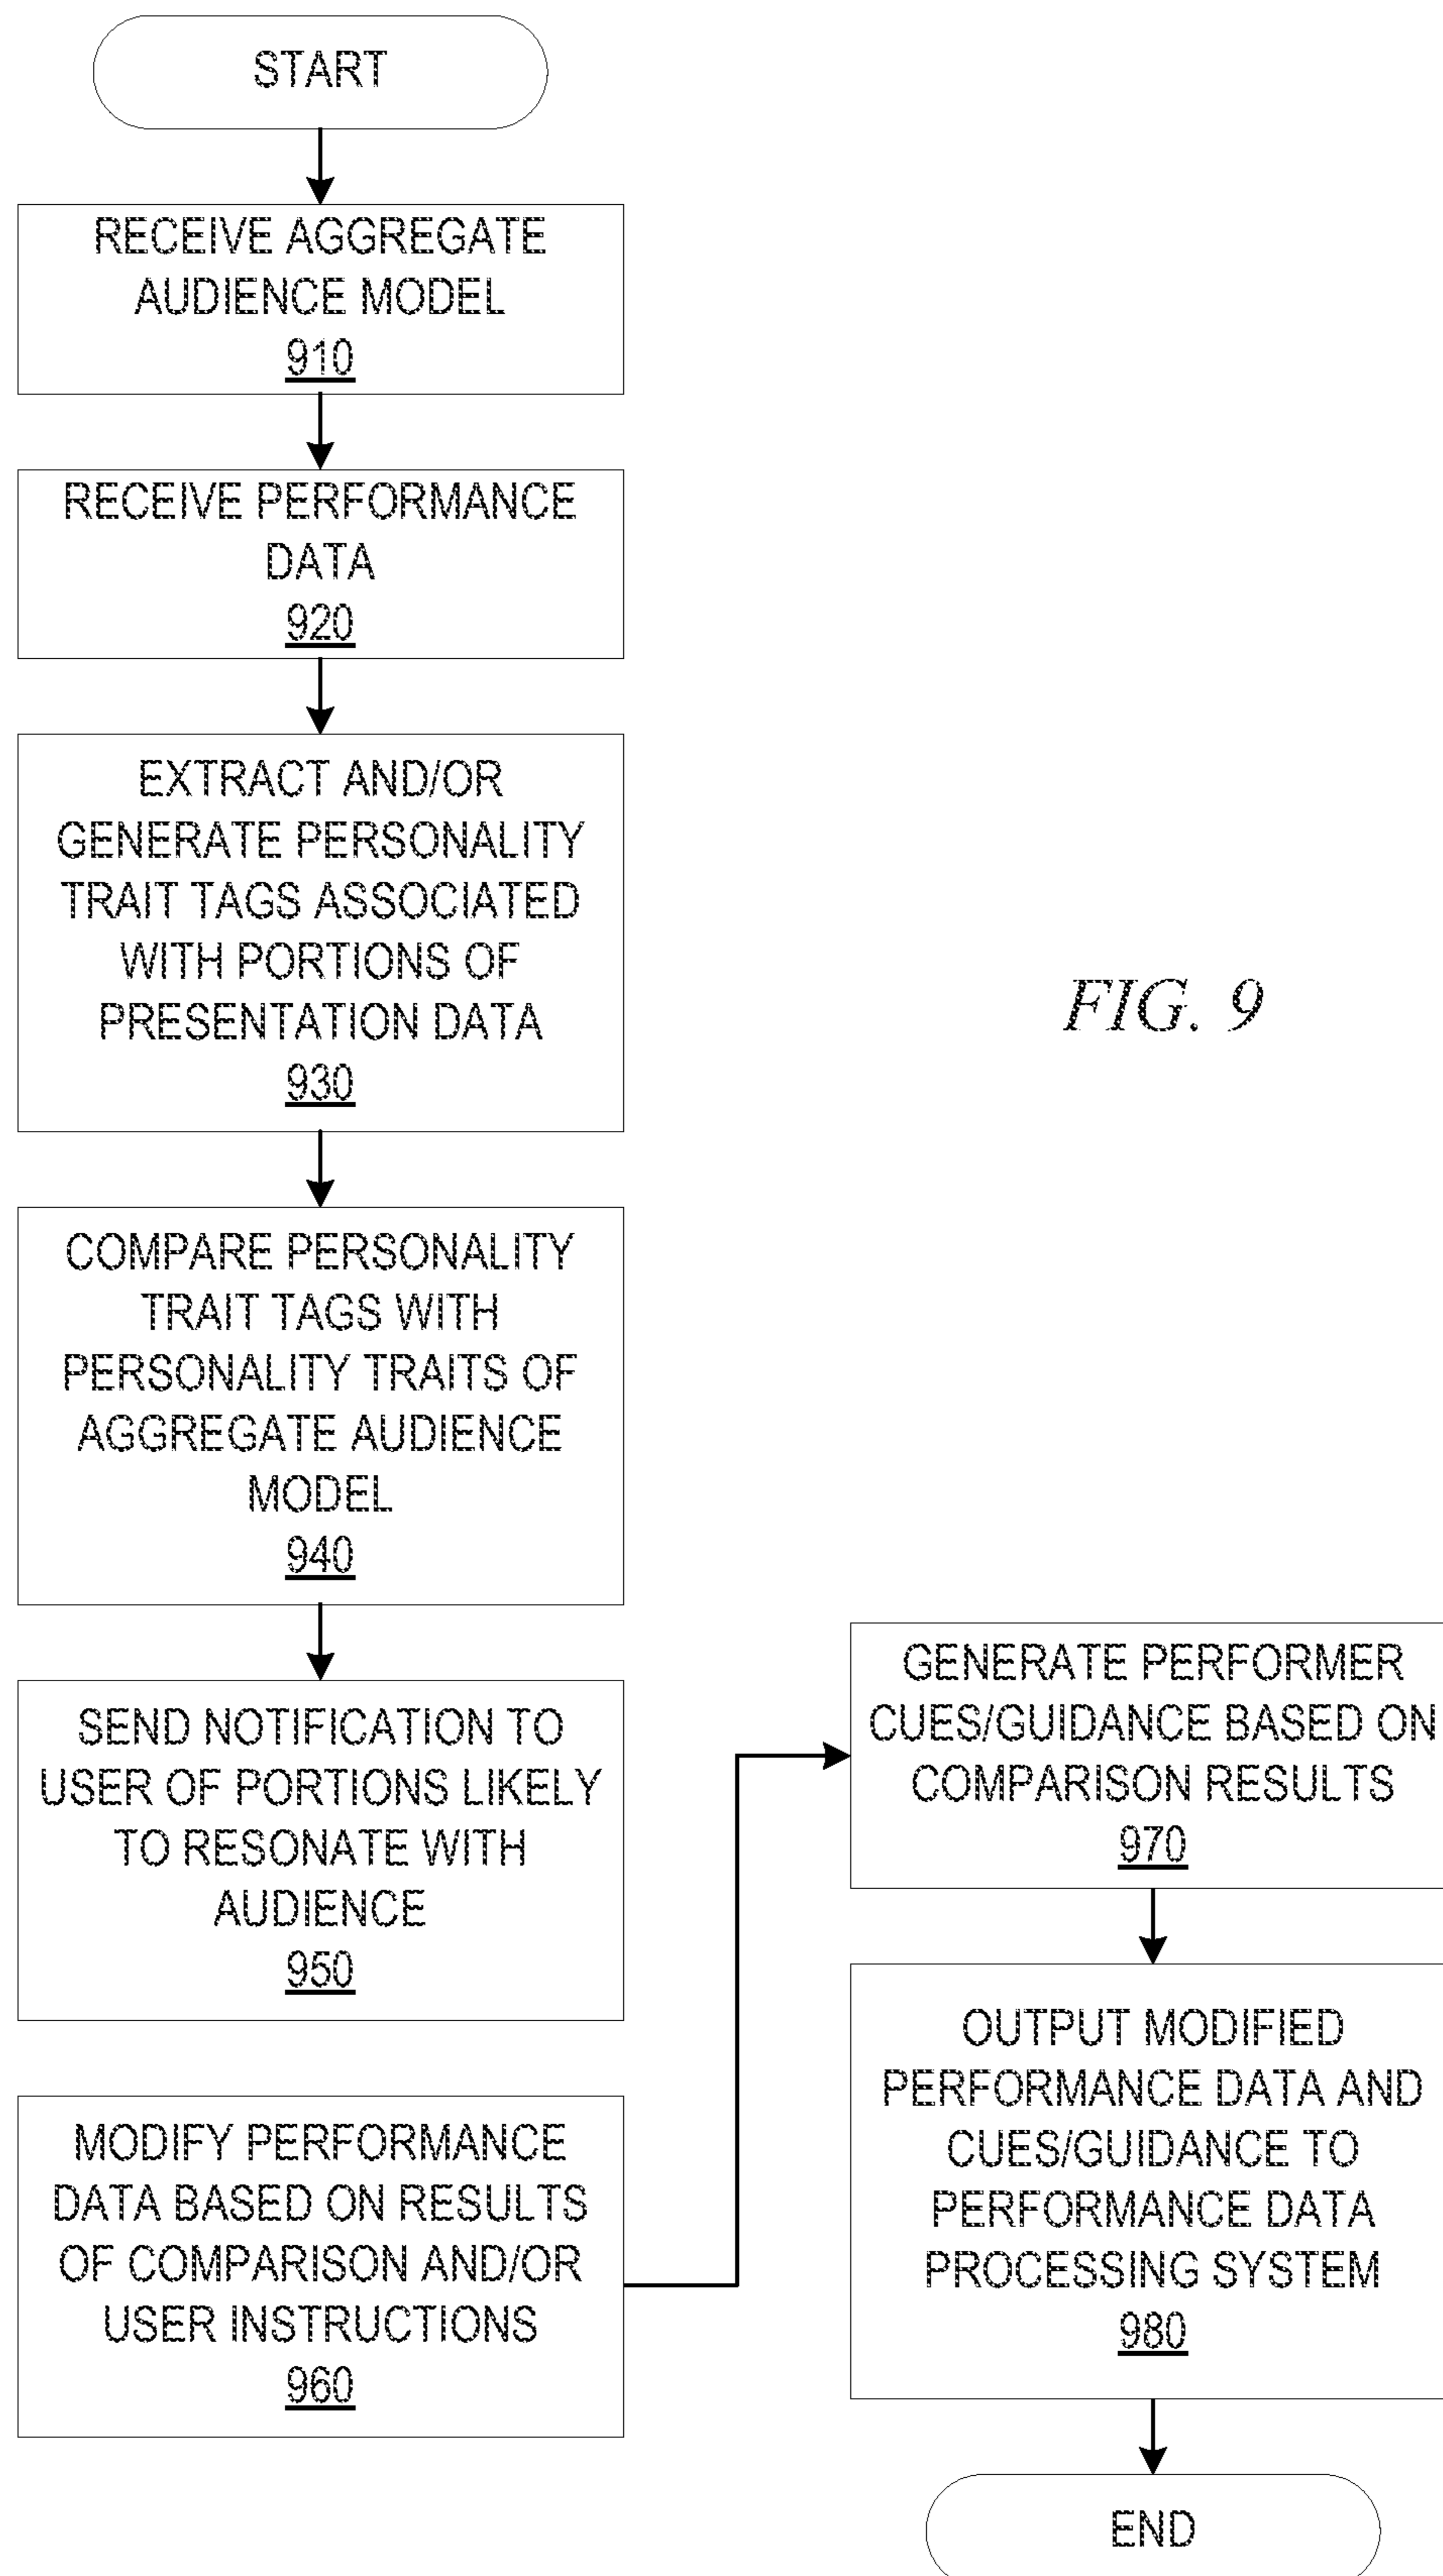 START
RECEIVE AGGREGATE
AUDIENCE MODEL
910
RECEIVE PERFORMANCE
DATA
920
EXTRACT AND/OR
GENERATE PERSONALITY
TRAIT TAGS ASSOCIATED
WITH PORTIONS OF
PRESENTATION DATA
930
COMPARE PERSONALITY
TRAIT TAGS WITH
PERSONALITY TRAITS OF
AGGREGATE AUDIENCE
MODEL
940
SEND NOTIFICATION TO
USER OF PORTIONS LIKELY
TO RESONATE WITH
AUDIENCE
950
MODIFY PERFORMANCE
DATA BASED ON RESULTS
OF COMPARISON AND/OR
USER INSTRUCTIONS
960
FIG. 9
GENERATE PERFORMER
CUES/GUIDANCE BASED ON
COMPARISON RESULTS
970
OUTPUT MODIFIED
PERFORMANCE DATA AND
CUES/GUIDANCE TO
PERFORMANCE DATA
PROCESSING SYSTEM
980
END